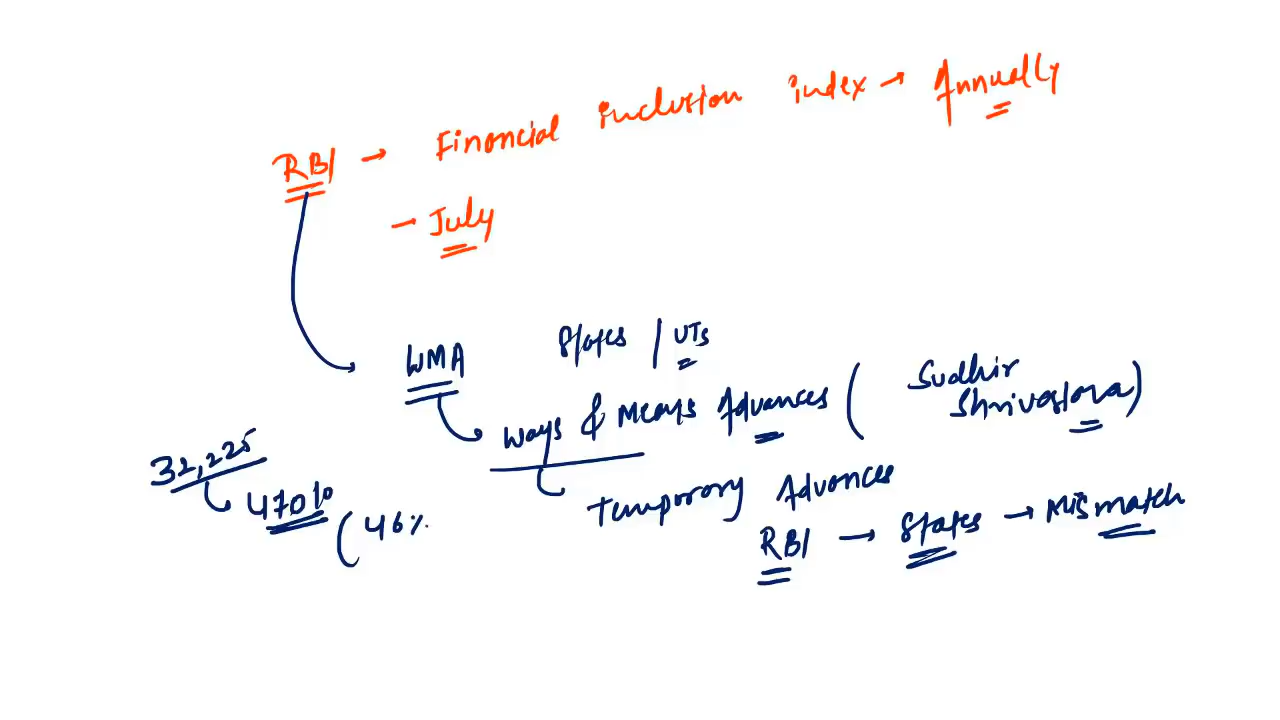 RBI → Financial inclusion index → Annually
→ July
WMA States / UTs
Ways & Means Advances ( Sudhir
Shrivastava)
32,225
47010
(46%
Temporary Advances
RBI → States → Mismatch